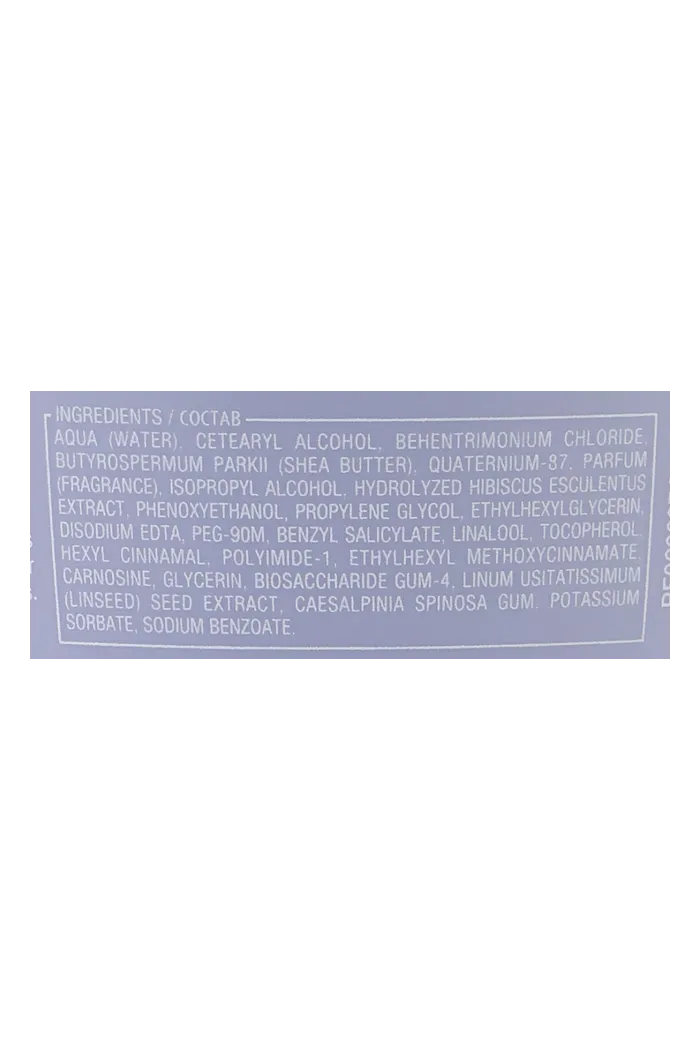 INGREDIENTS / СОСТАВ
AQUA (WATER), CETEARYL ALCOHOL, BEHENTRIMONIUM CHLORIDE,
BUTYROSPERMUM PARKII (SHEA BUTTER), QUATERNIUM-87, PARFUM
(FRAGRANCE), ISOPROPYL ALCOHOL, HYDROLYZED HIBISCUS ESCULENTUS
EXTRACT, PHENOXYETHANOL, PROPYLENE GLYCOL, ETHYLHEXYLGLYCERIN,
DISODIUM EDTA, PEG-90M, BENZYL SALICYLATE, LINALOOL, TOCOPHEROL,
HEXYL CINNAMAL, POLYIMIDE-1, ETHYLHEXYL METHOXYCINNAMATE,
CARNOSINE, GLYCERIN, BIOSACCHARIDE GUM-4, LINUM USITATISSIMUM
(LINSEED) SEED EXTRACT, CAESALPINIA SPINOSA GUM, POTASSIUM
SORBATE, SODIUM BENZOATE.